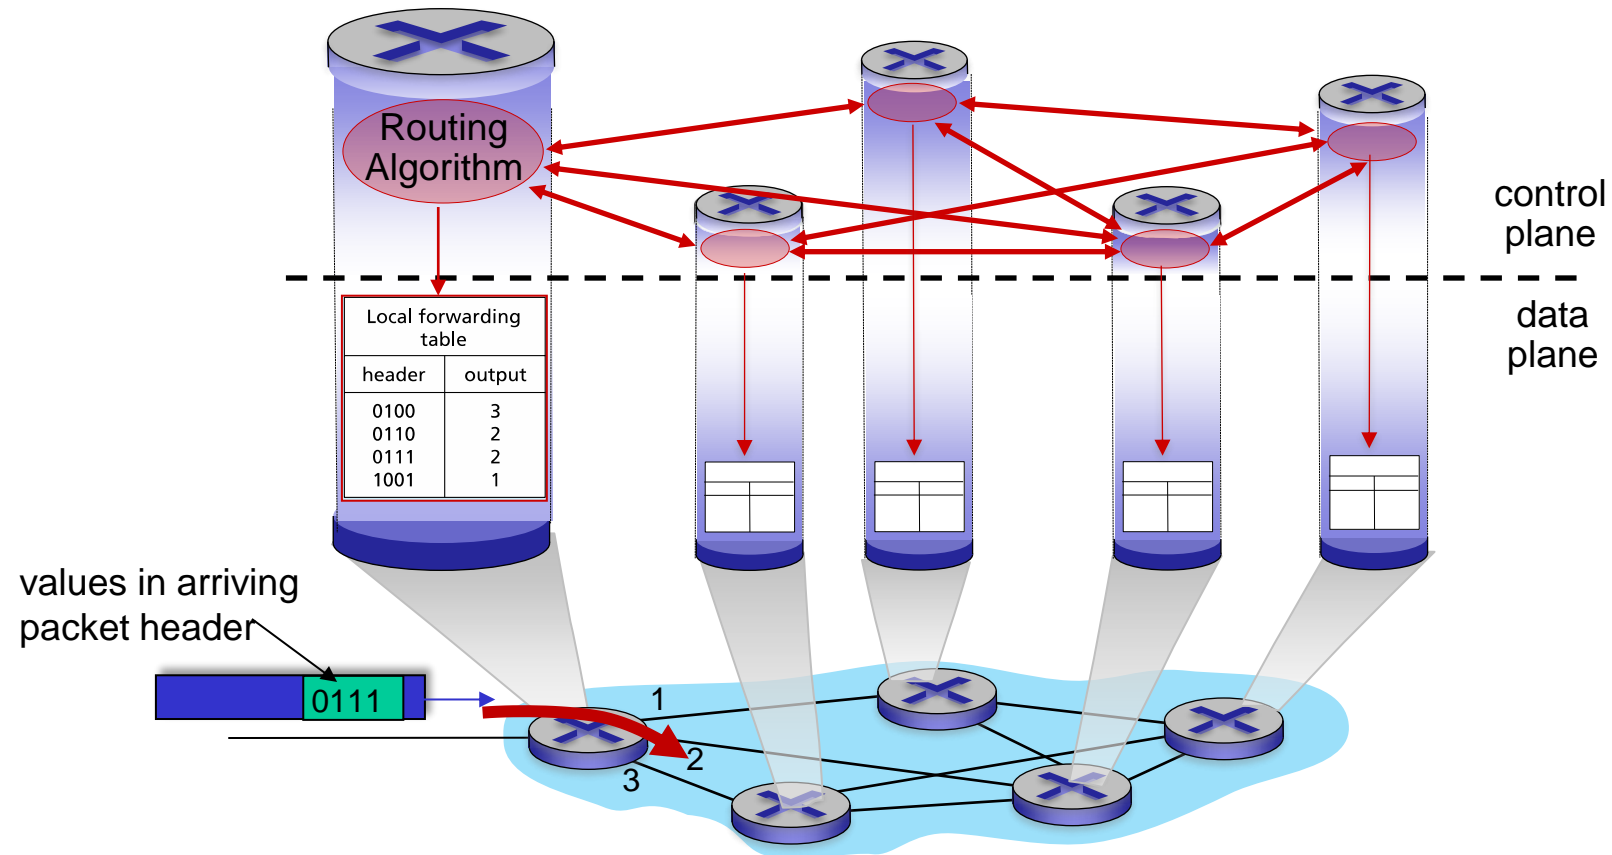 Routing
Algorithm
control
plane
data
plane
Local forwarding
table
header output
0100 3
0110 2
0111 2
1001 1
values in arriving
packet header
0111
1
2
3